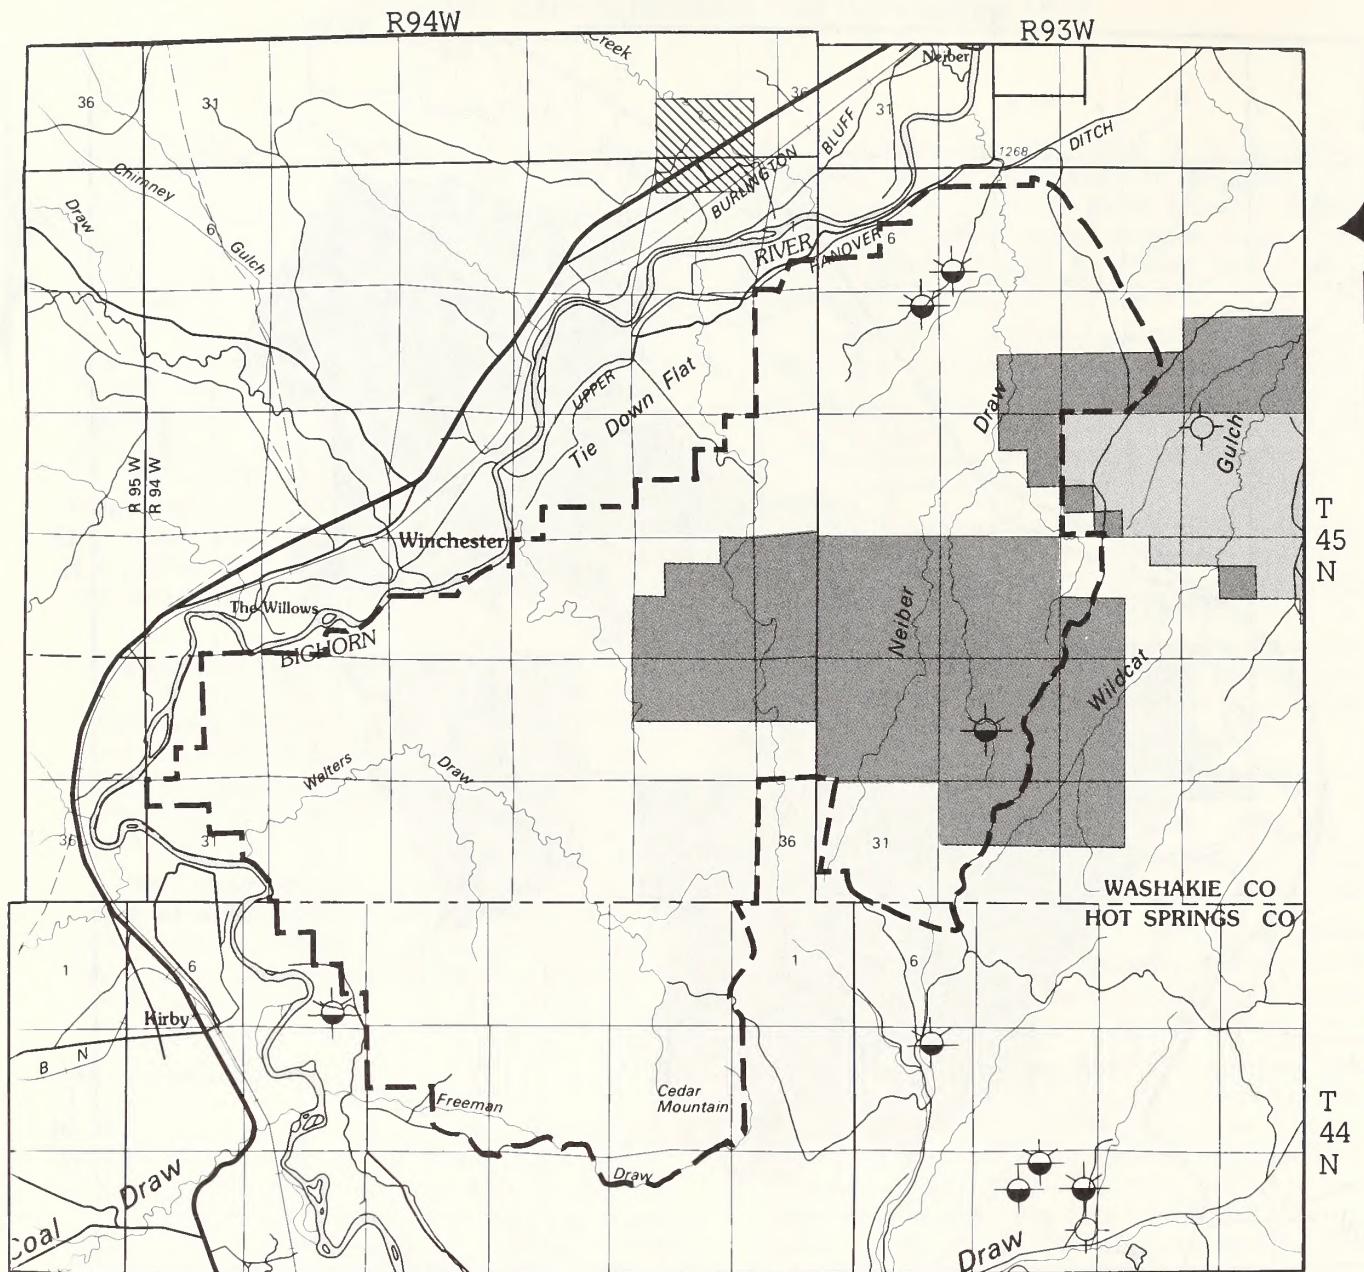 R94W
R93W
Creek
Neiber
36
31
36
31
BLUFF
DITCH
1268
BURLINGTON
Chimney
Draw
6
Gulch
RIVER
HANOVER
6
UPPER
Tie Down Flat
Draw
Gulch
R 95 W
R 94 W
T
45
N
Winchester
The Willows
BIGHORN
Neiber
Wildcat
Walters
Draw
36
31
36
31
WASHAKIE CO
HOT SPRINGS CO
1
6
1
6
Kirby
B N
Freeman
Cedar
Mountain
T
44
N
Draw
Draw
Coal
Draw